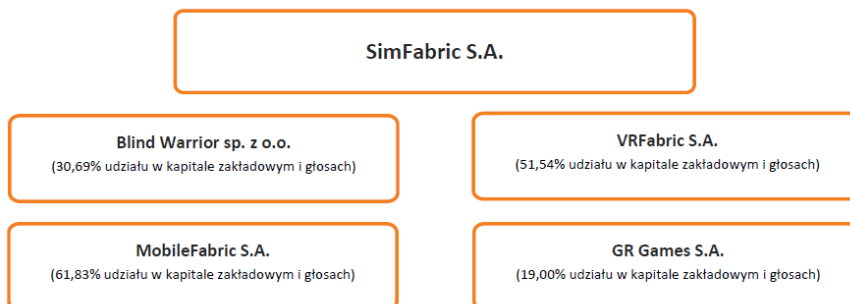 SimFabric S.A.
Blind Warrior sp. z o.o.
(30,69% udziału w kapitale zakładowym i głosach)
VRFabric S.A.
(51,54% udziału w kapitale zakładowym i głosach)
MobileFabric S.A.
(61,83% udziału w kapitale zakładowym i głosach)
GR Games S.A.
(19,00% udziału w kapitale zakładowym i głosach)